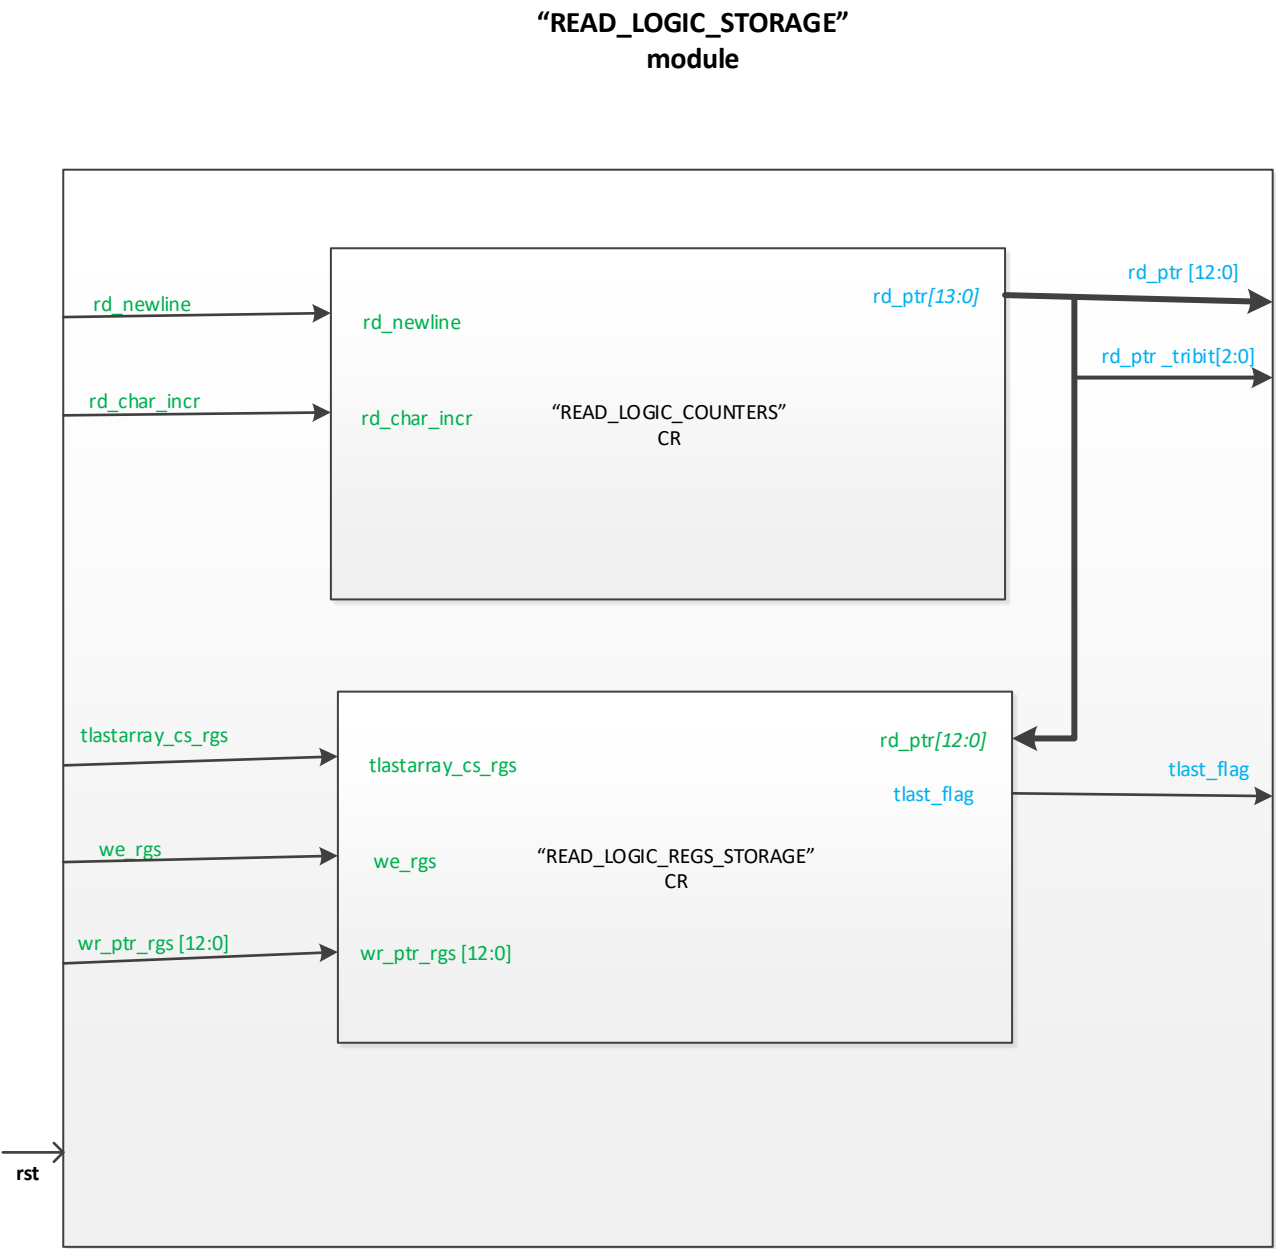 “READ_LOGIC_STORAGE”
module
rd_ptr [12:0]
rd_newline
rd_ptr[13:0]
rd_newline
rd_ptr _tribit[2:0]
rd_char_incr
rd_char_incr
“READ_LOGIC_COUNTERS”
CR
tlastarray_cs_rgs
rd_ptr[12:0]
tlastarray_cs_rgs
tlast_flag
tlast_flag
we_rgs
we_rgs
“READ_LOGIC_REGS_STORAGE”
CR
wr_ptr_rgs [12:0]
wr_ptr_rgs [12:0]
rst